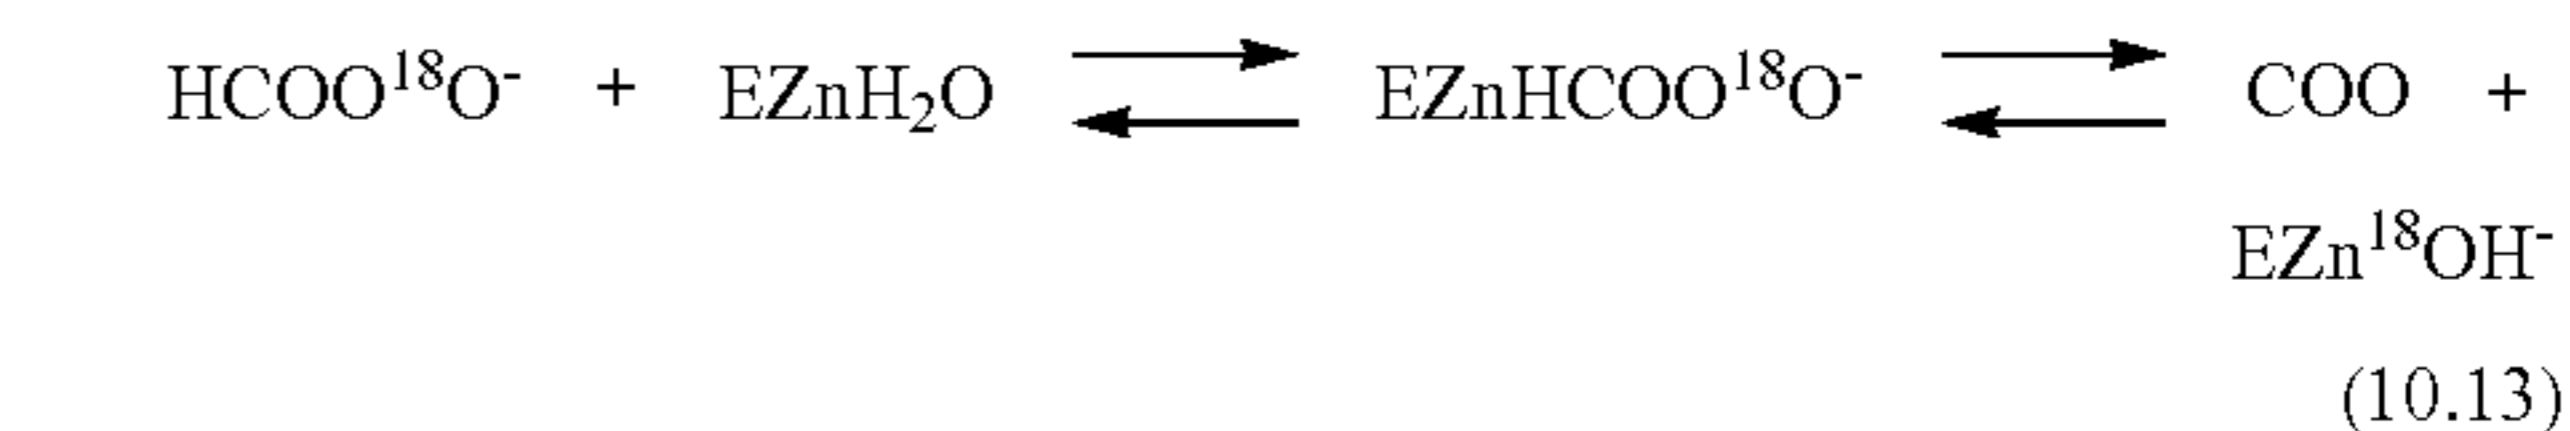 HCOO¹⁸O⁻ + EZnH₂O ⇌ EZnHCOO¹⁸O⁻ ⇌ COO +
EZn¹⁸OH⁻
(10.13)